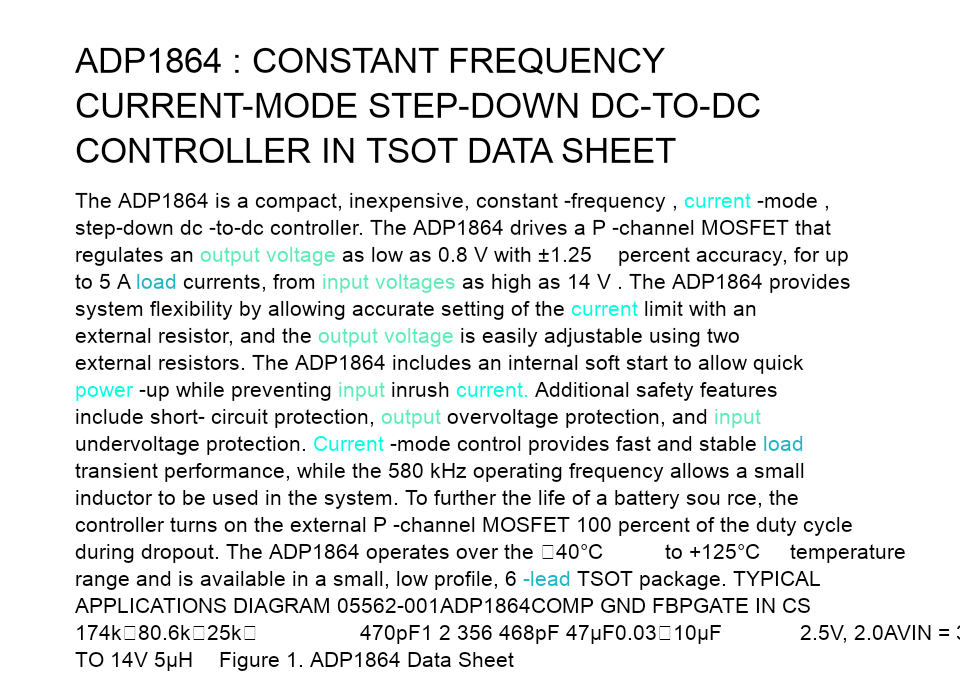 ADP1864 : CONSTANT FREQUENCY
CURRENT-MODE STEP-DOWN DC-TO-DC
CONTROLLER IN TSOT DATA SHEET
The ADP1864 is a compact, inexpensive, constant -frequency , current -mode ,
step-down dc -to-dc controller. The ADP1864 drives a P -channel MOSFET that
regulates an output voltage as low as 0.8 V with ±1.25 percent accuracy, for up
to 5 A load currents, from input voltages as high as 14 V . The ADP1864 provides
system flexibility by allowing accurate setting of the current limit with an
external resistor, and the output voltage is easily adjustable using two
external resistors. The ADP1864 includes an internal soft start to allow quick
power -up while preventing input inrush current. Additional safety features
include short- circuit protection, output overvoltage protection, and input
undervoltage protection. Current -mode control provides fast and stable load
transient performance, while the 580 kHz operating frequency allows a small
inductor to be used in the system. To further the life of a battery sou rce, the
controller turns on the external P -channel MOSFET 100 percent of the duty cycle
during dropout. The ADP1864 operates over the □40°C to +125°C temperature
range and is available in a small, low profile, 6 -lead TSOT package. TYPICAL
APPLICATIONS DIAGRAM 05562-001ADP1864COMP GND FBPGATE IN CS
174k□80.6k□25k□ 470pF1 2 356 468pF 47μF0.03□10μF 2.5V, 2.0AVIN =
TO 14V 5μH Figure 1. ADP1864 Data Sheet